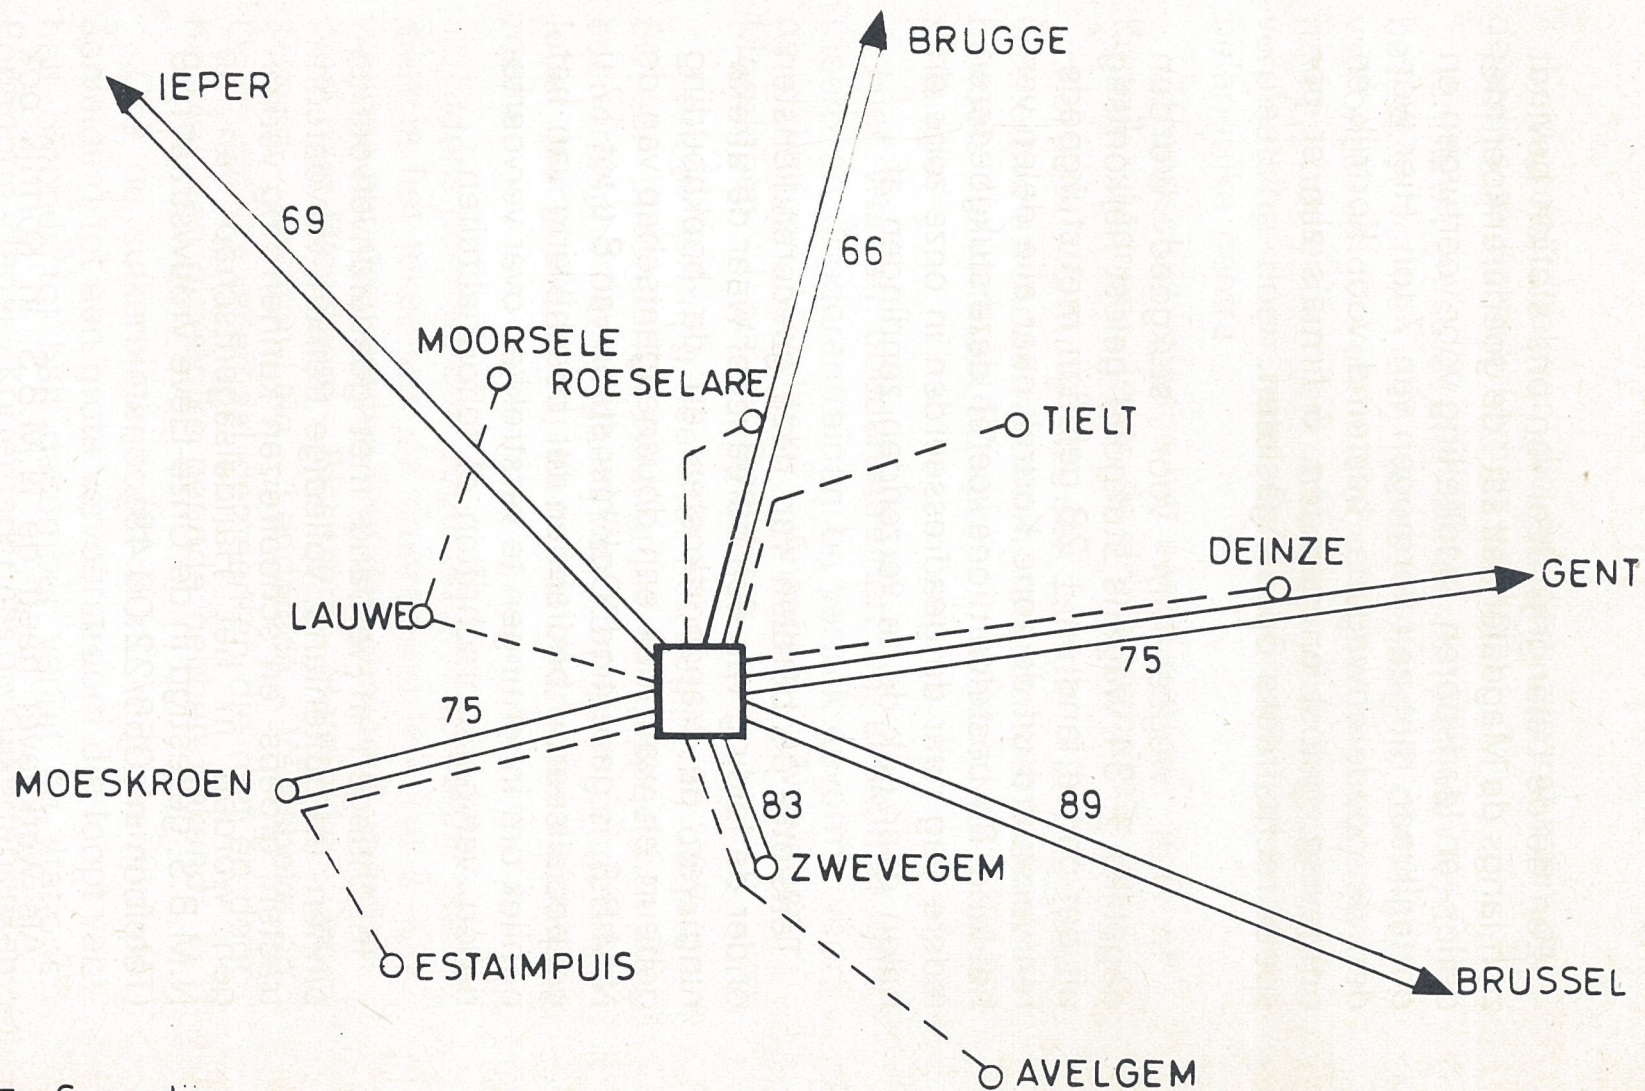 BRUGGE
IEPER
69
66
MOORSELE
ROESELARE
TIELT
DEINZE
GENT
LAUWE
75
75
MOESKROEN
83
89
ZWEVEGEM
ESTAIMPUIS
BRUSSEL
AVELGEM